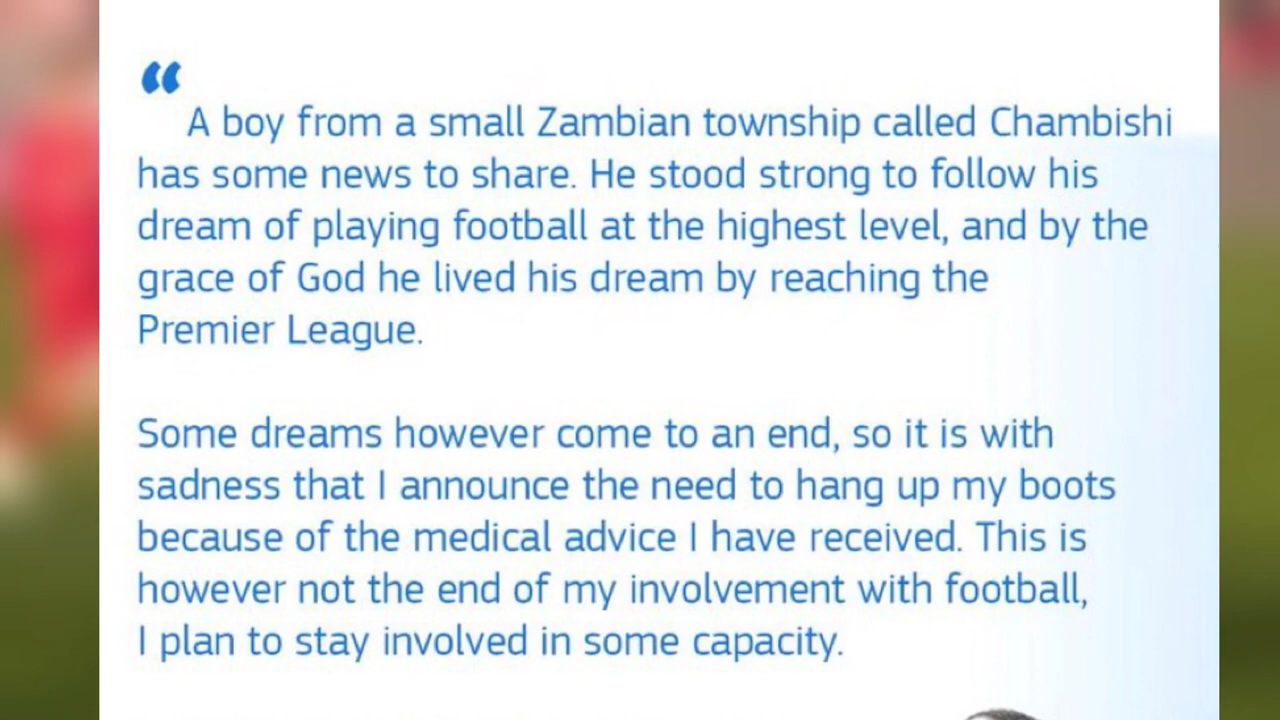 “
A boy from a small Zambian township called Chambishi
has some news to share. He stood strong to follow his
dream of playing football at the highest level, and by the
grace of God he lived his dream by reaching the
Premier League.
Some dreams however come to an end, so it is with
sadness that I announce the need to hang up my boots
because of the medical advice I have received. This is
however not the end of my involvement with football,
I plan to stay involved in some capacity.